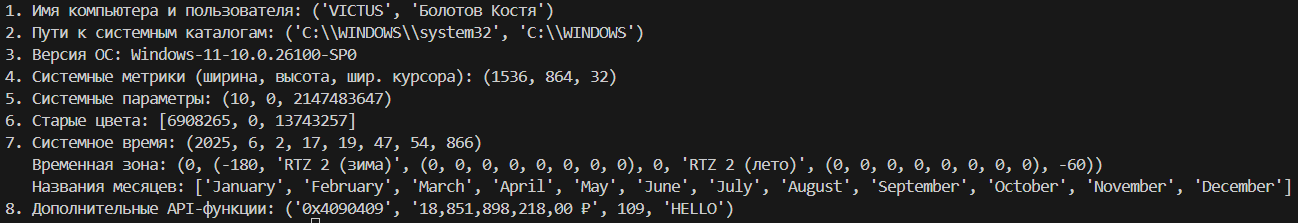 1. Имя компьютера и пользователя: ('VICTUS', 'Болотов Костя')
2. Пути к системным каталогам: ('C:\\WINDOWS\\system32', 'C:\\WINDOWS')
3. Версия ОС: Windows-11-10.0.26100-SP0
4. Системные метрики (ширина, высота, шир. курсора): (1536, 864, 32)
5. Системные параметры: (10, 0, 2147483647)
6. Старые цвета: [6908265, 0, 13743257]
7. Системное время: (2025, 6, 2, 17, 19, 47, 54, 866)
Временная зона: (0, (-180, 'RTZ 2 (зима)', (0, 0, 0, 0, 0, 0, 0, 0), 0, 'RTZ 2 (лето)', (0, 0, 0, 0, 0, 0, 0, 0), -60))
Названия месяцев: ['January', 'February', 'March', 'April', 'May', 'June', 'July', 'August', 'September', 'October', 'November', 'December']
8. Дополнительные API-функции: ('0x4090409', '18,851,898,218,00 ₽', 109, 'HELLO')